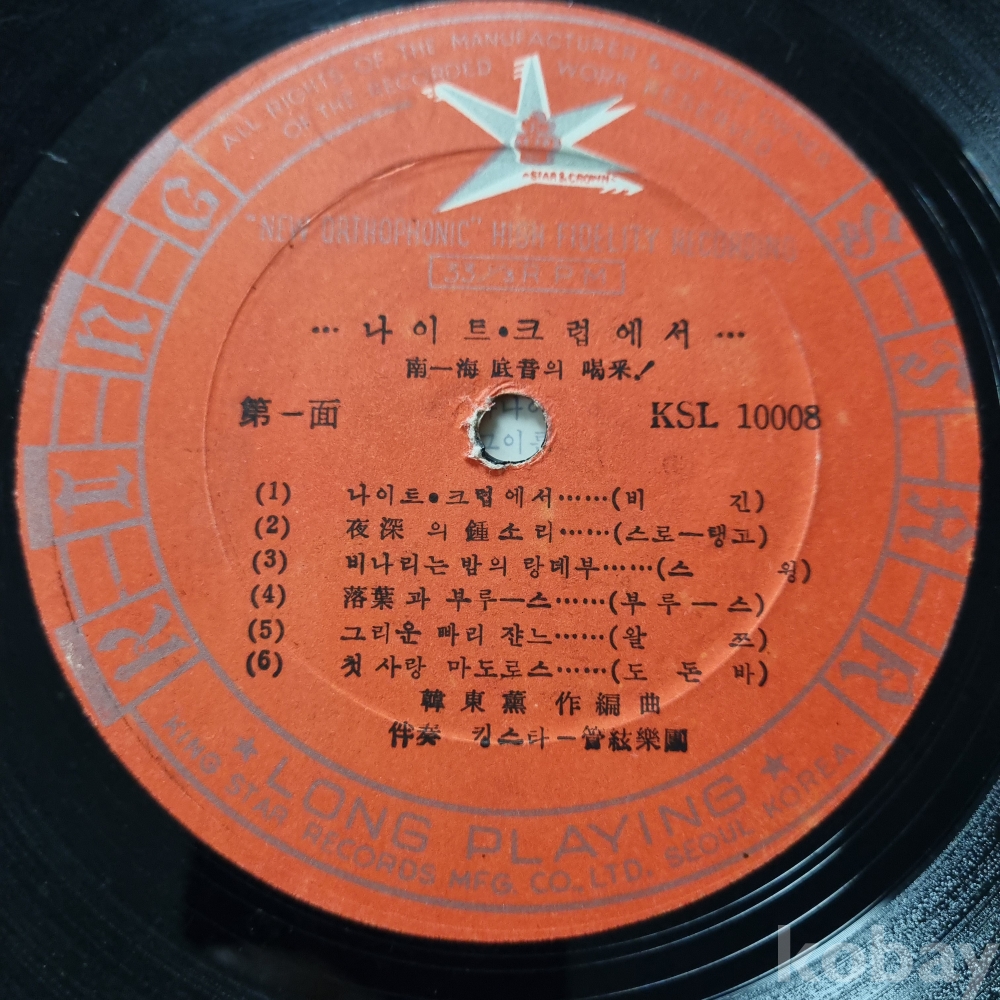 ALL RIGHTS OF THE MANUFACTURER & OF THE OWNER
OF THE RECORDED WORK RESERVED
STAR & CROWN
"NEW ORTHOPHONIC" HIGH FIDELITY RECORDING
33⅓ R.P.M
KING STAR
…나이트•크럽에서…
南一海 底音의 喝采!
第一面
KSL 10008
(1) 나이트•크럽에서……(비 긴)
(2) 夜深의 鍾소리……(스로ー탱고)
(3) 비나리는 밤의 랑데부……(스 윙)
(4) 落葉과 부루ー스……(부루ー스)
(5) 그리운 빠리 쟌느……(왈 쯔)
(6) 첫사랑 마도로스……(도 돈 바)
韓東薰 作編曲
伴奏 킹스타ー管絃樂團
★ LONG PLAYING ★
KING STAR RECORDS MFG. CO., LTD. SEOUL KOREA
kobay